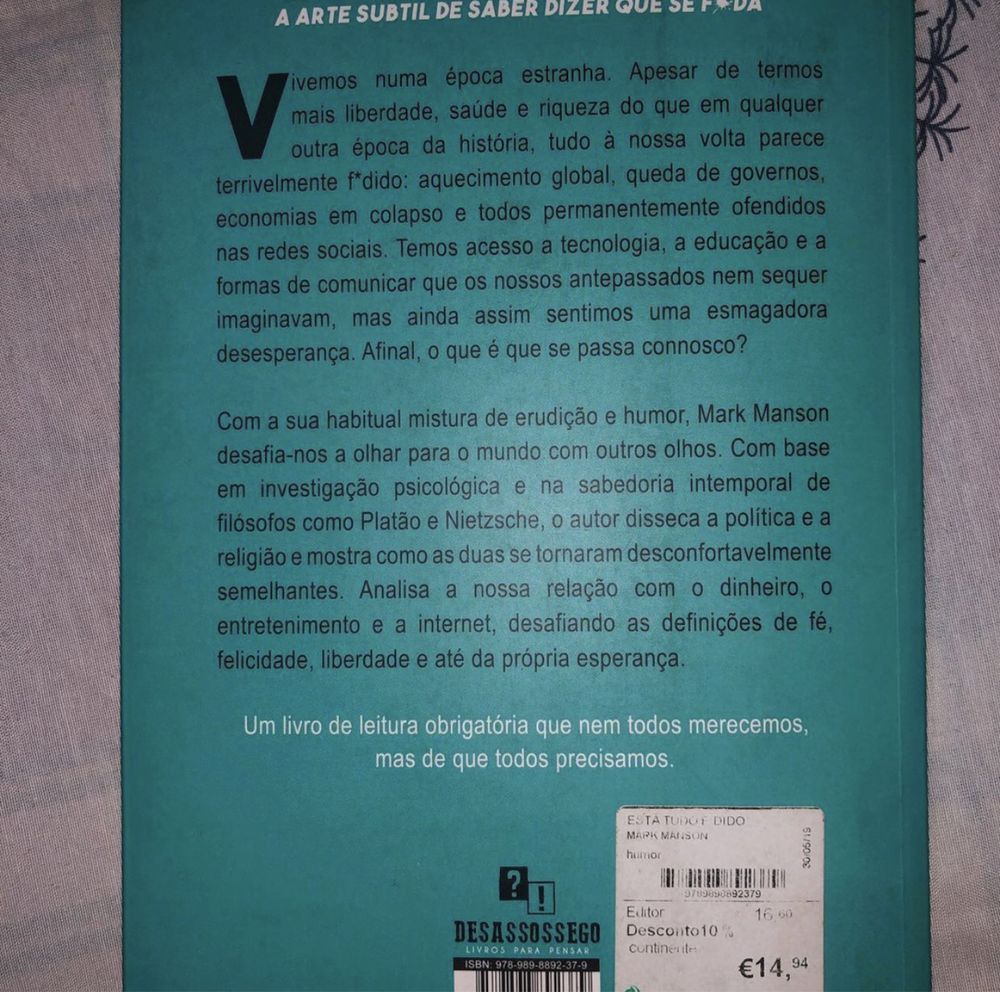 A ARTE SUBTIL DE SABER DIZER QUE SE F*DA
Vivemos numa época estranha. Apesar de termos
mais liberdade, saúde e riqueza do que em qualquer
outra época da história, tudo à nossa volta parece
terrivelmente f*dido: aquecimento global, queda de governos,
economias em colapso e todos permanentemente ofendidos
nas redes sociais. Temos acesso a tecnologia, a educação e a
formas de comunicar que os nossos antepassados nem sequer
imaginavam, mas ainda assim sentimos uma esmagadora
desesperança. Afinal, o que é que se passa connosco?
Com a sua habitual mistura de erudição e humor, Mark Manson
desafia-nos a olhar para o mundo com outros olhos. Com base
em investigação psicológica e na sabedoria intemporal de
filósofos como Platão e Nietzsche, o autor disseca a política e a
religião e mostra como as duas se tornaram desconfortavelmente
semelhantes. Analisa a nossa relação com o dinheiro, o
entretenimento e a internet, desafiando as definições de fé,
felicidade, liberdade e até da própria esperança.
Um livro de leitura obrigatória que nem todos merecemos,
mas de que todos precisamos.
?!
DESASSOSSEGO
LIVROS PARA PENSAR
ISBN: 978-989-8892-37-9
ESTÁ TUDO F DIDO
MARK MANSON
humor
30/05/19
9789898892379
Editor 16,60
Desconto10 %
continente
€14,94